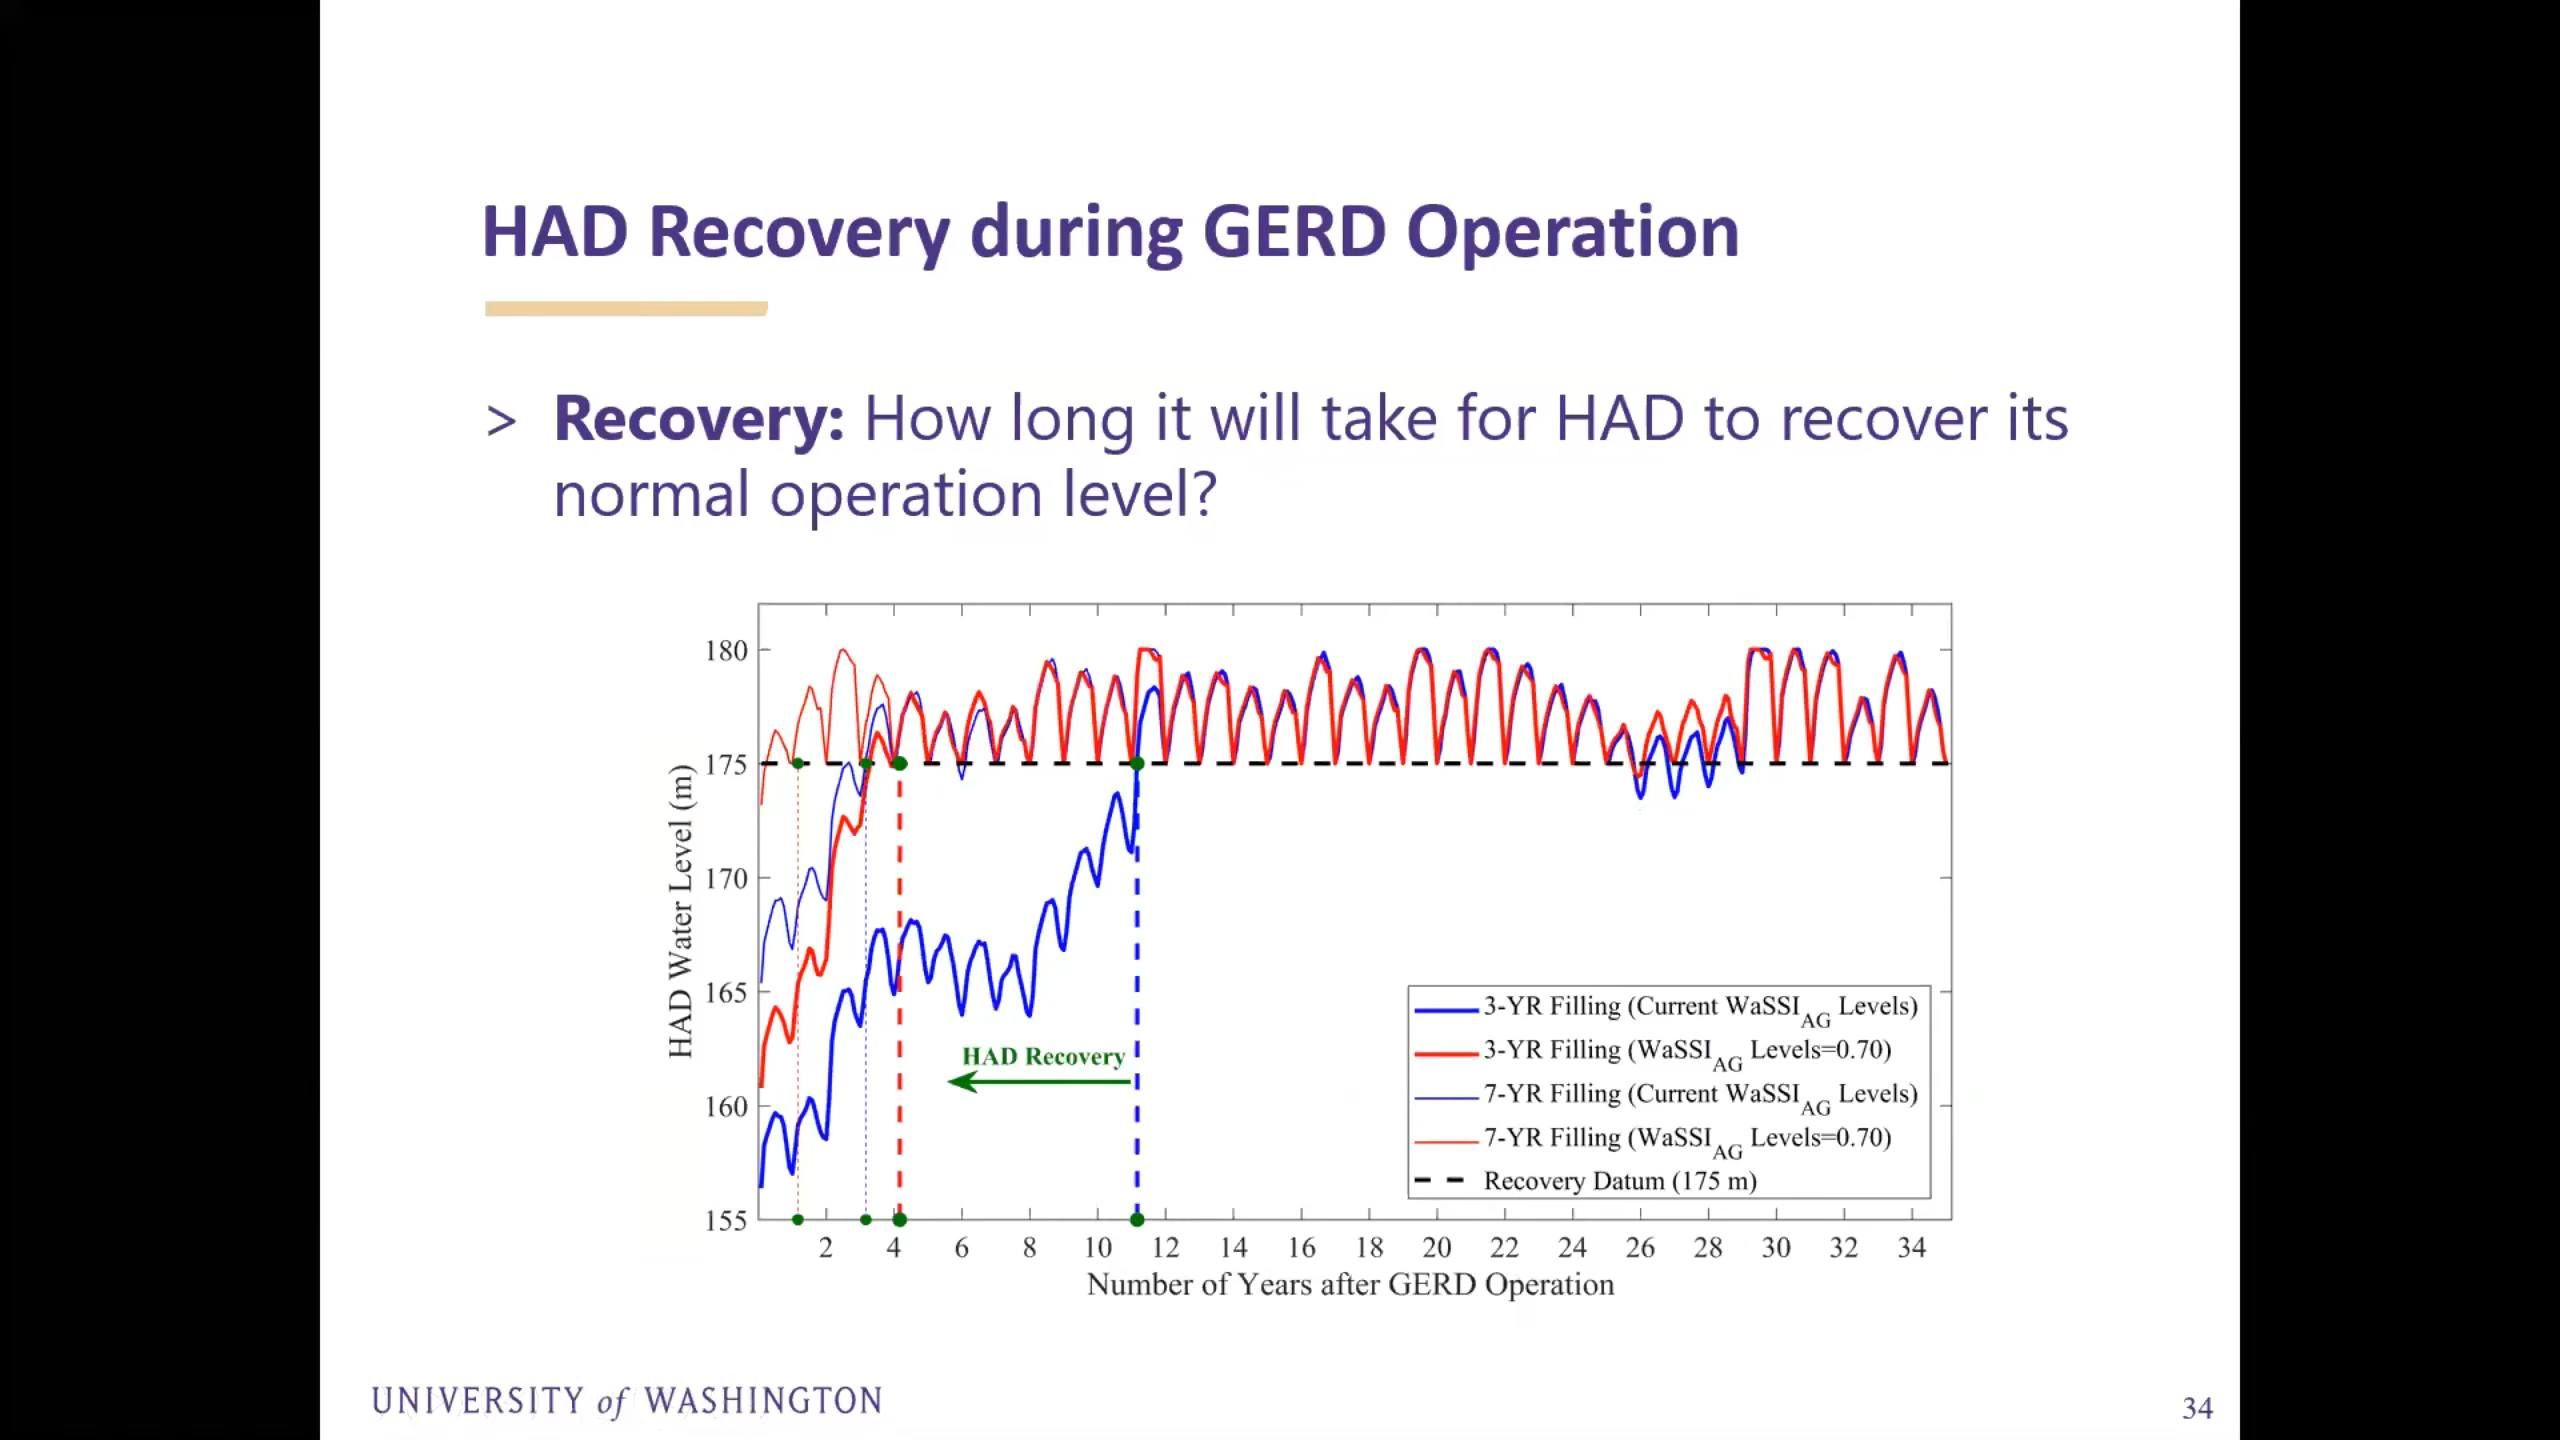 HAD Recovery during GERD Operation
> Recovery: How long it will take for HAD to recover its
normal operation level?
180
175
170
165
160
155
HAD Water Level (m)
HAD Recovery
3-YR Filling (Current WaSSI_AG Levels)
3-YR Filling (WaSSI_AG Levels=0.70)
7-YR Filling (Current WaSSI_AG Levels)
7-YR Filling (WaSSI_AG Levels=0.70)
Recovery Datum (175 m)
2 4 6 8 10 12 14 16 18 20 22 24 26 28 30 32 34
Number of Years after GERD Operation
UNIVERSITY of WASHINGTON
34